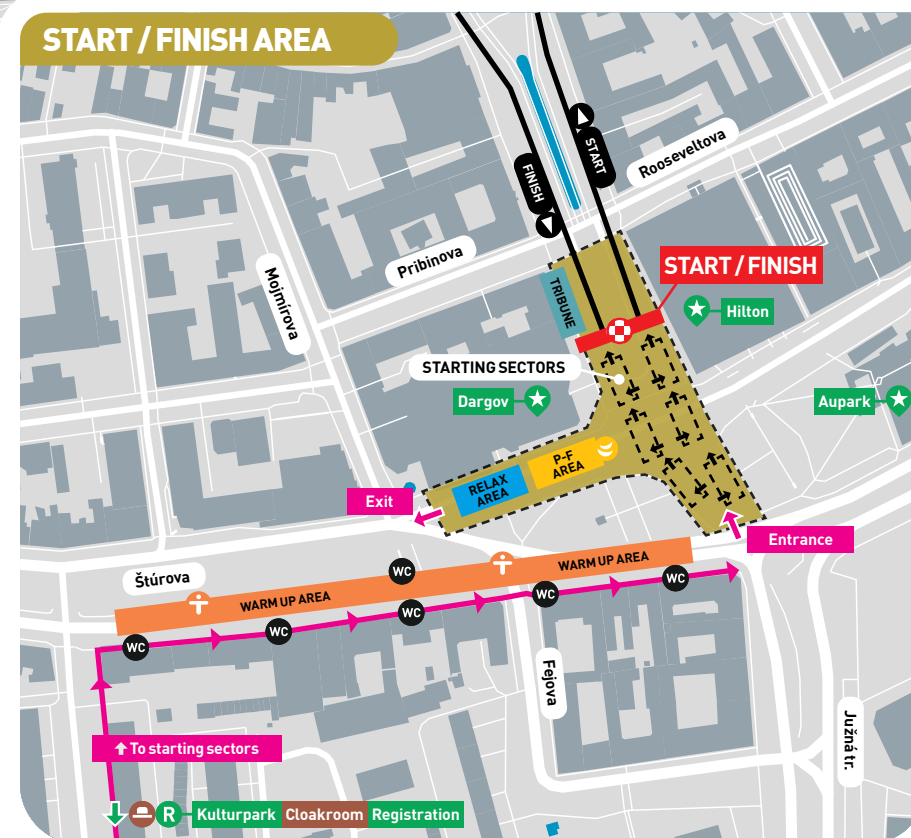 START / FINISH AREA
START
FINISH
Rooseveltova
Pribinova
Mojmírova
START / FINISH
TRIBUNE
Hilton
STARTING SECTORS
Dargov
Aupark
P-F
AREA
RELAX
AREA
Exit
Entrance
WARM UP AREA
Štúrova
WC
WARM UP AREA
WC
WC
WC
WC
WC
Fejova
Južná tr.
To starting sectors
R
Kulturpark
Cloakroom
Registration